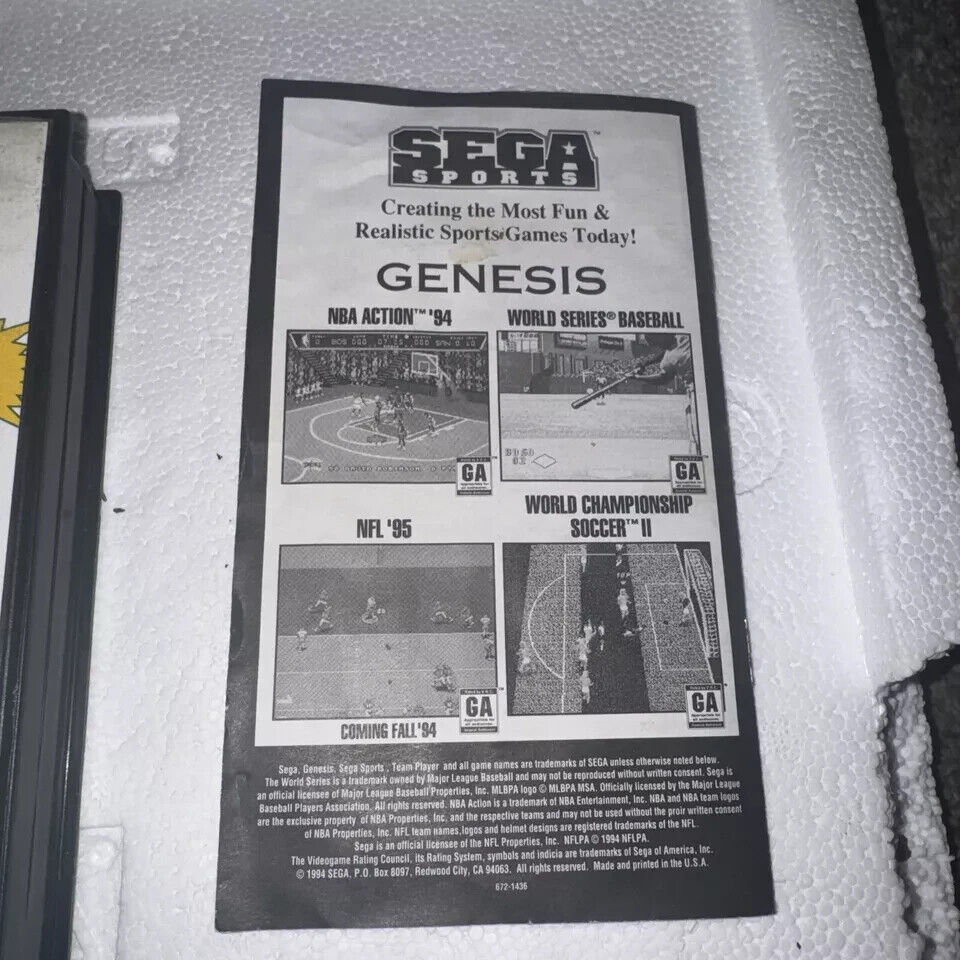 SEGA™
SPORTS
Creating the Most Fun &
Realistic Sports Games Today!
GENESIS
NBA ACTION™ '94
WORLD SERIES® BASEBALL
GA
GA
NFL '95
WORLD CHAMPIONSHIP
SOCCER™ II
GA
GA
COMING FALL '94
Sega, Genesis, Sega Sports, Team Player and all game names are trademarks of SEGA unless otherwise noted below.
The World Series is a trademark owned by Major League Baseball and may not be reproduced without written consent. Sega is
an official licensee of Major League Baseball Properties, Inc. MLBPA logo © MLBPA MSA. Officially licensed by the Major League
Baseball Players Association. All rights reserved. NBA Action is a trademark of NBA Entertainment, Inc. NBA and NBA team logos
are the exclusive property of NBA Properties, Inc. and the respective teams and may not be used without the proir written consent
of NBA Properties, Inc. NFL team names, logos and helmet designs are registered trademarks of the NFL.
Sega is an official licensee of the NFL Properties, Inc. NFLPA © 1994 NFLPA.
The Videogame Rating Council, its Rating System, symbols and indicia are trademarks of Sega of America, Inc.
© 1994 SEGA, P.O. Box 8097, Redwood City, CA 94063. All rights reserved. Made and printed in the U.S.A.
672-1436